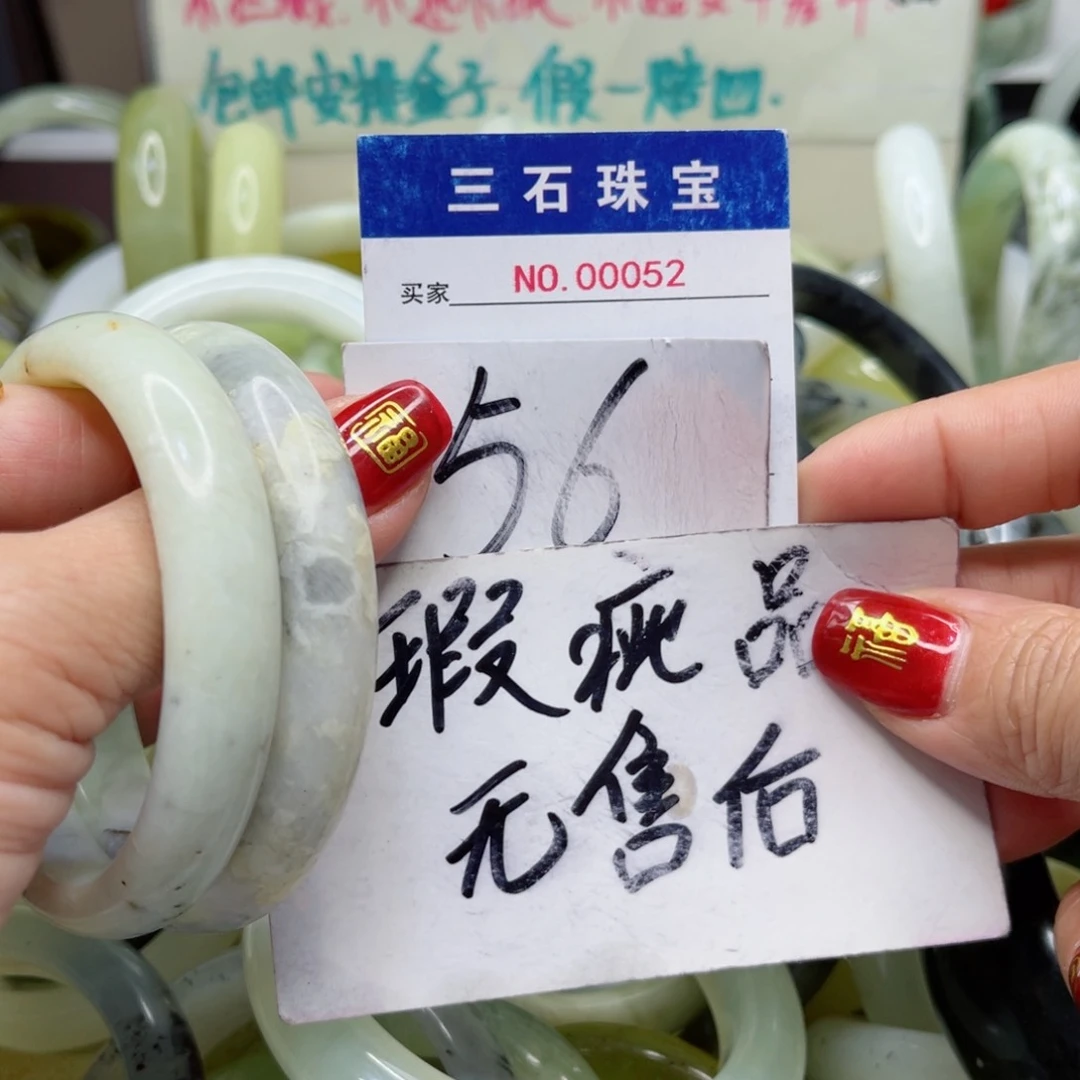 包邮安排盒子.假一赔四.
三石珠宝
买家 NO.00052
56
瑕疵品
无售后
福
福